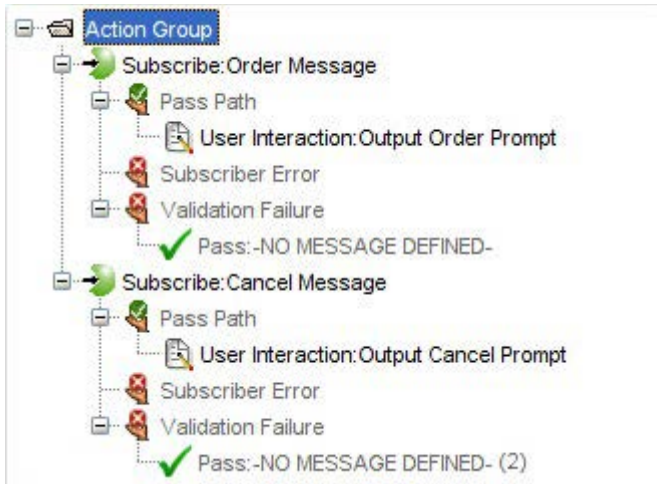 Action Group
Subscribe:Order Message
Pass Path
User Interaction:Output Order Prompt
Subscriber Error
Validation Failure
Pass:-NO MESSAGE DEFINED-
Subscribe:Cancel Message
Pass Path
User Interaction:Output Cancel Prompt
Subscriber Error
Validation Failure
Pass:-NO MESSAGE DEFINED- (2)